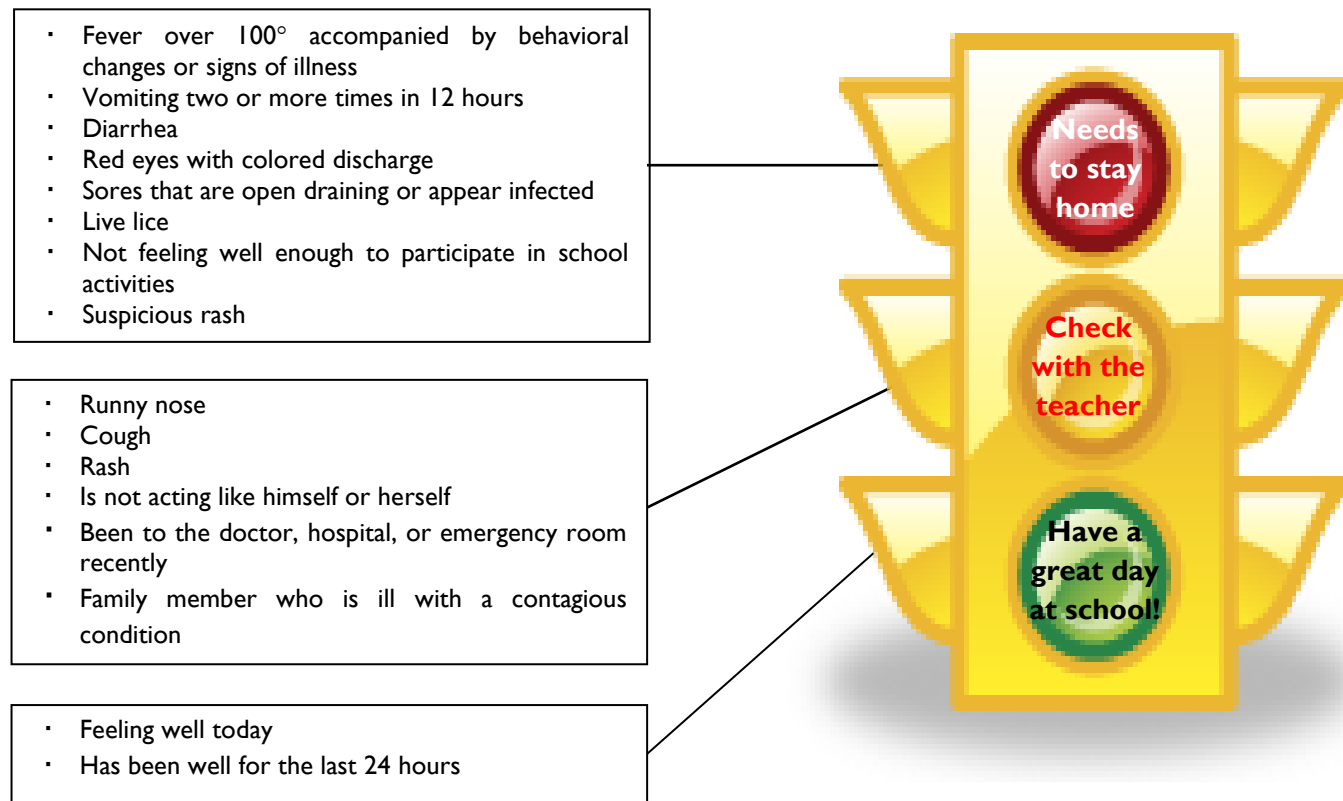 · Fever over 100° accompanied by behavioral
changes or signs of illness
· Vomiting two or more times in 12 hours
· Diarrhea
· Red eyes with colored discharge
· Sores that are open draining or appear infected
· Live lice
· Not feeling well enough to participate in school
activities
· Suspicious rash
Needs
to stay
home
· Runny nose
· Cough
· Rash
· Is not acting like himself or herself
· Been to the doctor, hospital, or emergency room
recently
· Family member who is ill with a contagious
condition
Check
with the
teacher
· Feeling well today
· Has been well for the last 24 hours
Have a
great day
at school!